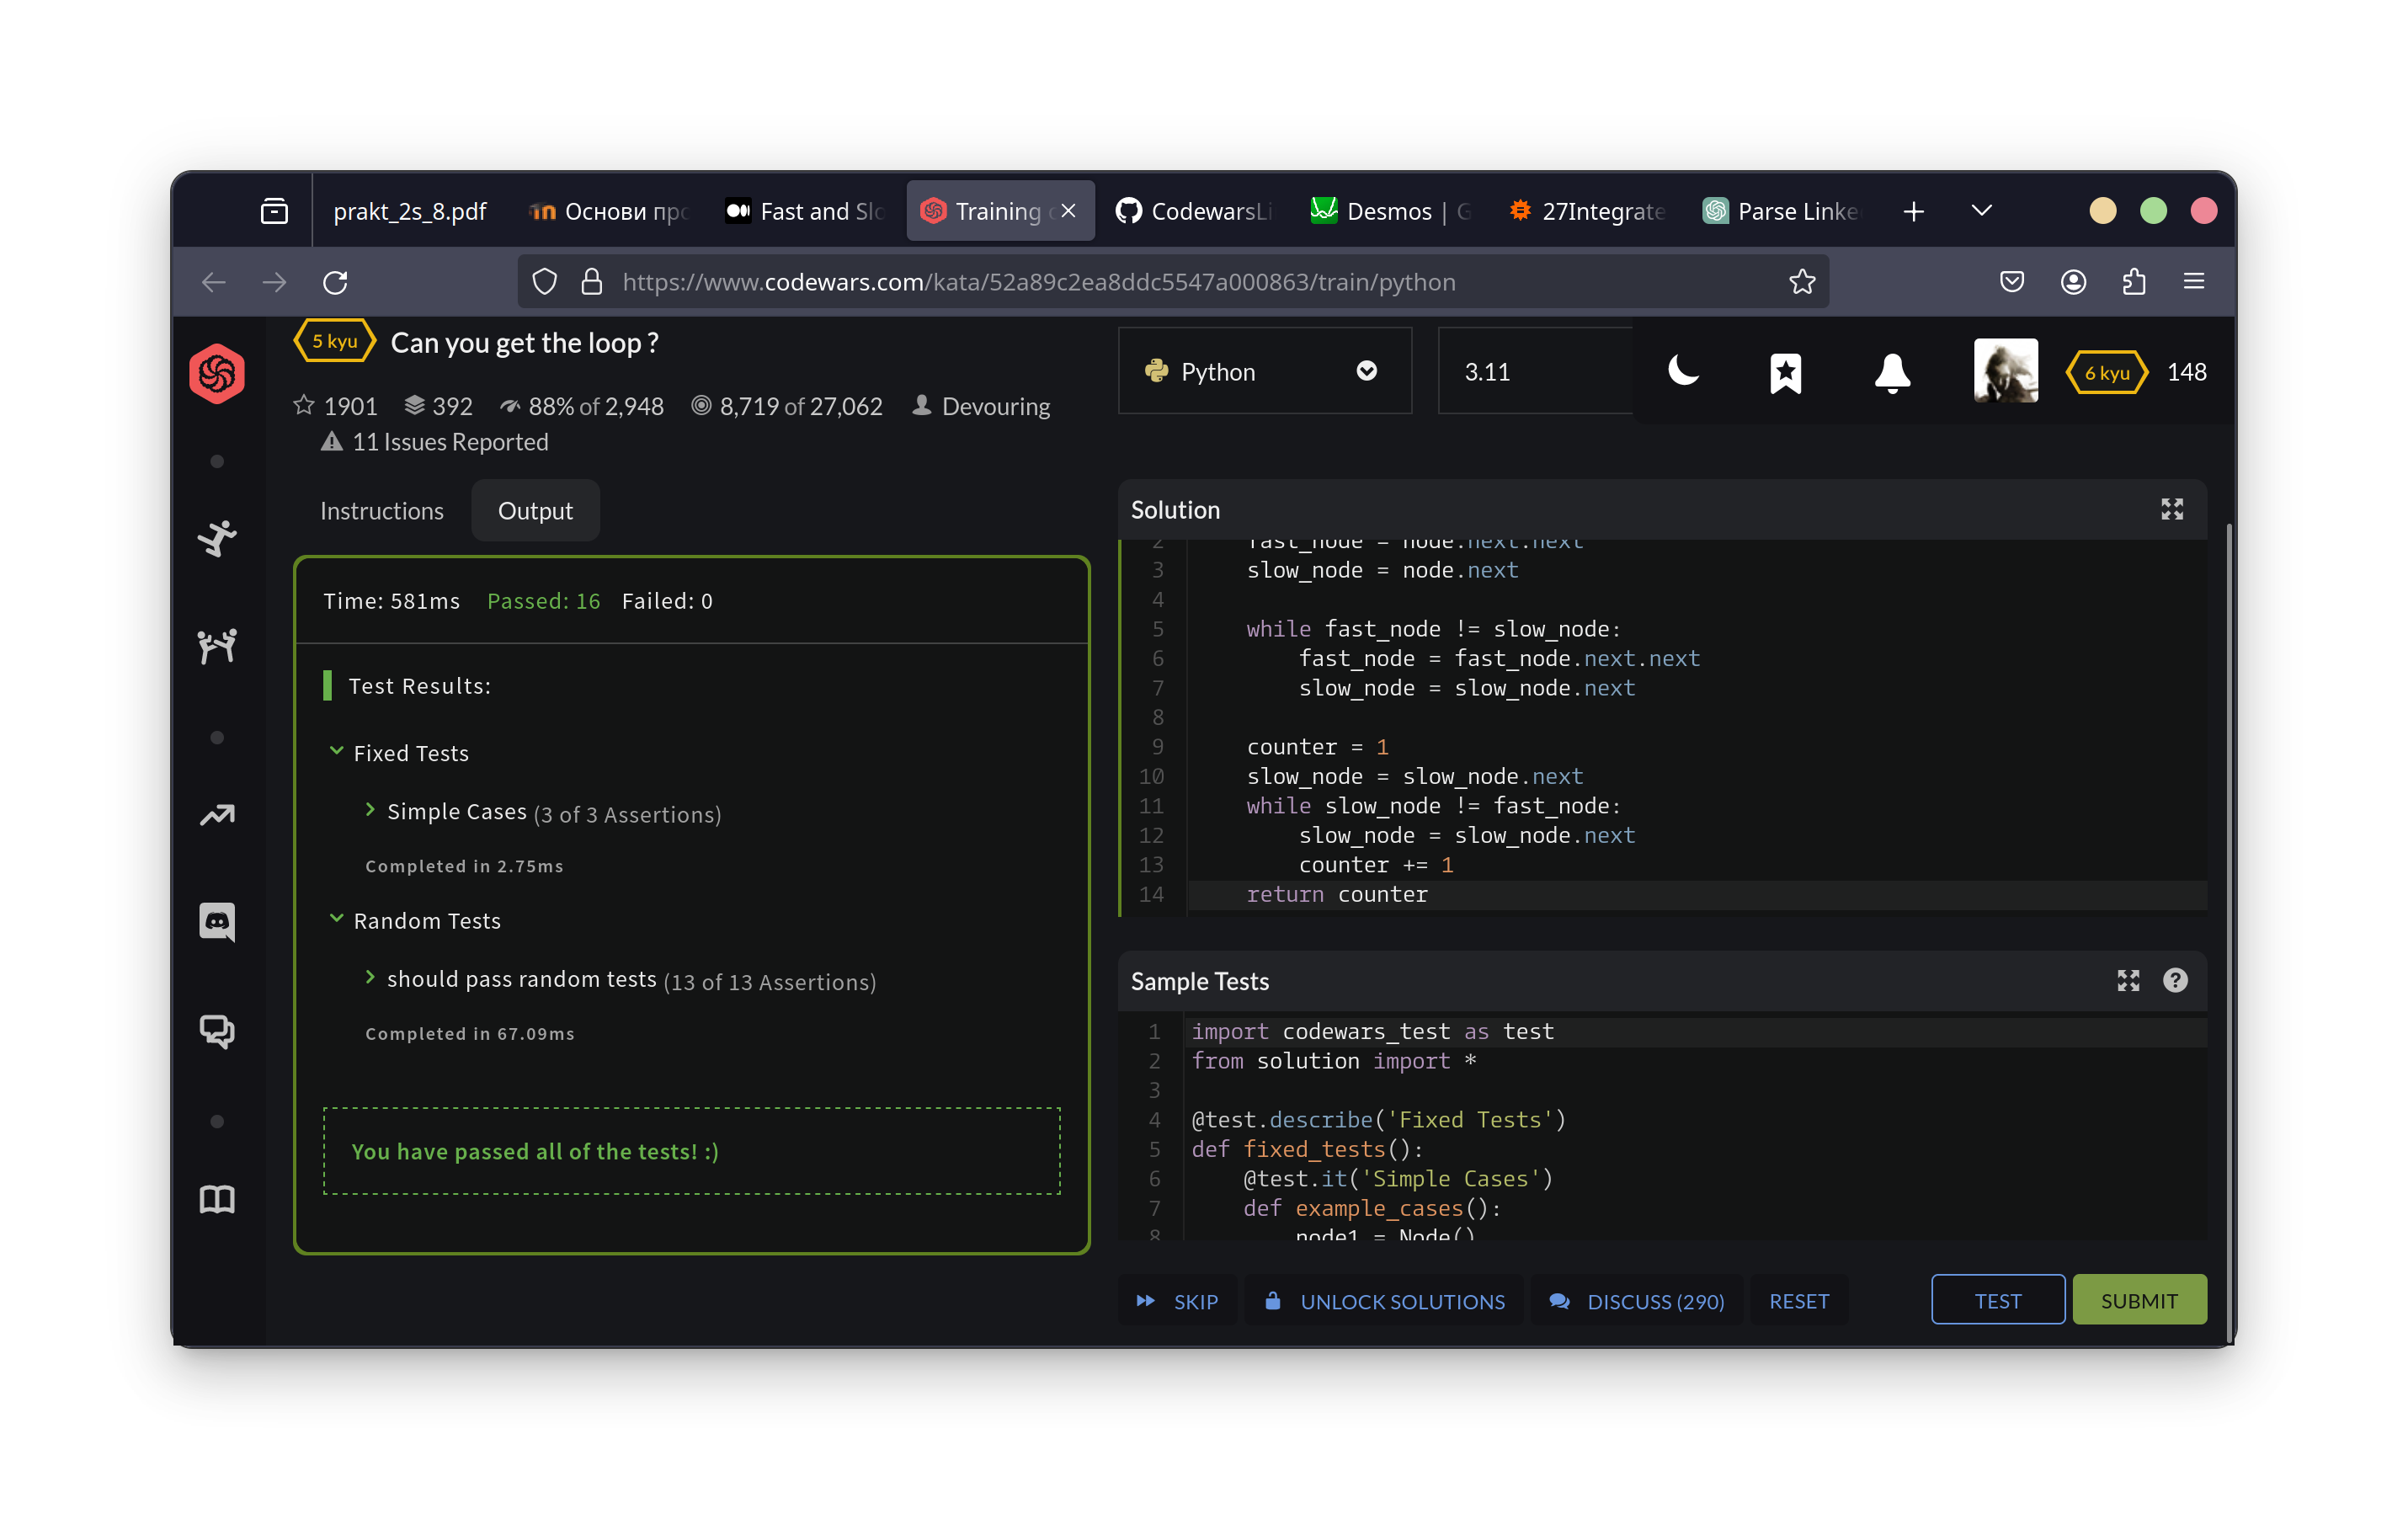 prakt_2s_8.pdf Основи прс Fast and Slo Training CodewarsLi Desmos | G 27Integrate Parse Linke
https://www.codewars.com/kata/52a89c2ea8ddc5547a000863/train/python
5 kyu Can you get the loop ?
1901 392 88% of 2,948 8,719 of 27,062 Devouring
11 Issues Reported
Python 3.11 6 kyu 148
Instructions Output
Time: 581ms Passed: 16 Failed: 0
Test Results:
Fixed Tests
Simple Cases (3 of 3 Assertions)
Completed in 2.75ms
Random Tests
should pass random tests (13 of 13 Assertions)
Completed in 67.09ms
You have passed all of the tests! :)
Solution
2 fast_node = node.next.next
3 slow_node = node.next
4
5 while fast_node != slow_node:
6 fast_node = fast_node.next.next
7 slow_node = slow_node.next
8
9 counter = 1
10 slow_node = slow_node.next
11 while slow_node != fast_node:
12 slow_node = slow_node.next
13 counter += 1
14 return counter
Sample Tests
1 import codewars_test as test
2 from solution import *
3
4 @test.describe('Fixed Tests')
5 def fixed_tests():
6 @test.it('Simple Cases')
7 def example_cases():
8 node1 = Node()
SKIP UNLOCK SOLUTIONS DISCUSS (290) RESET TEST SUBMIT